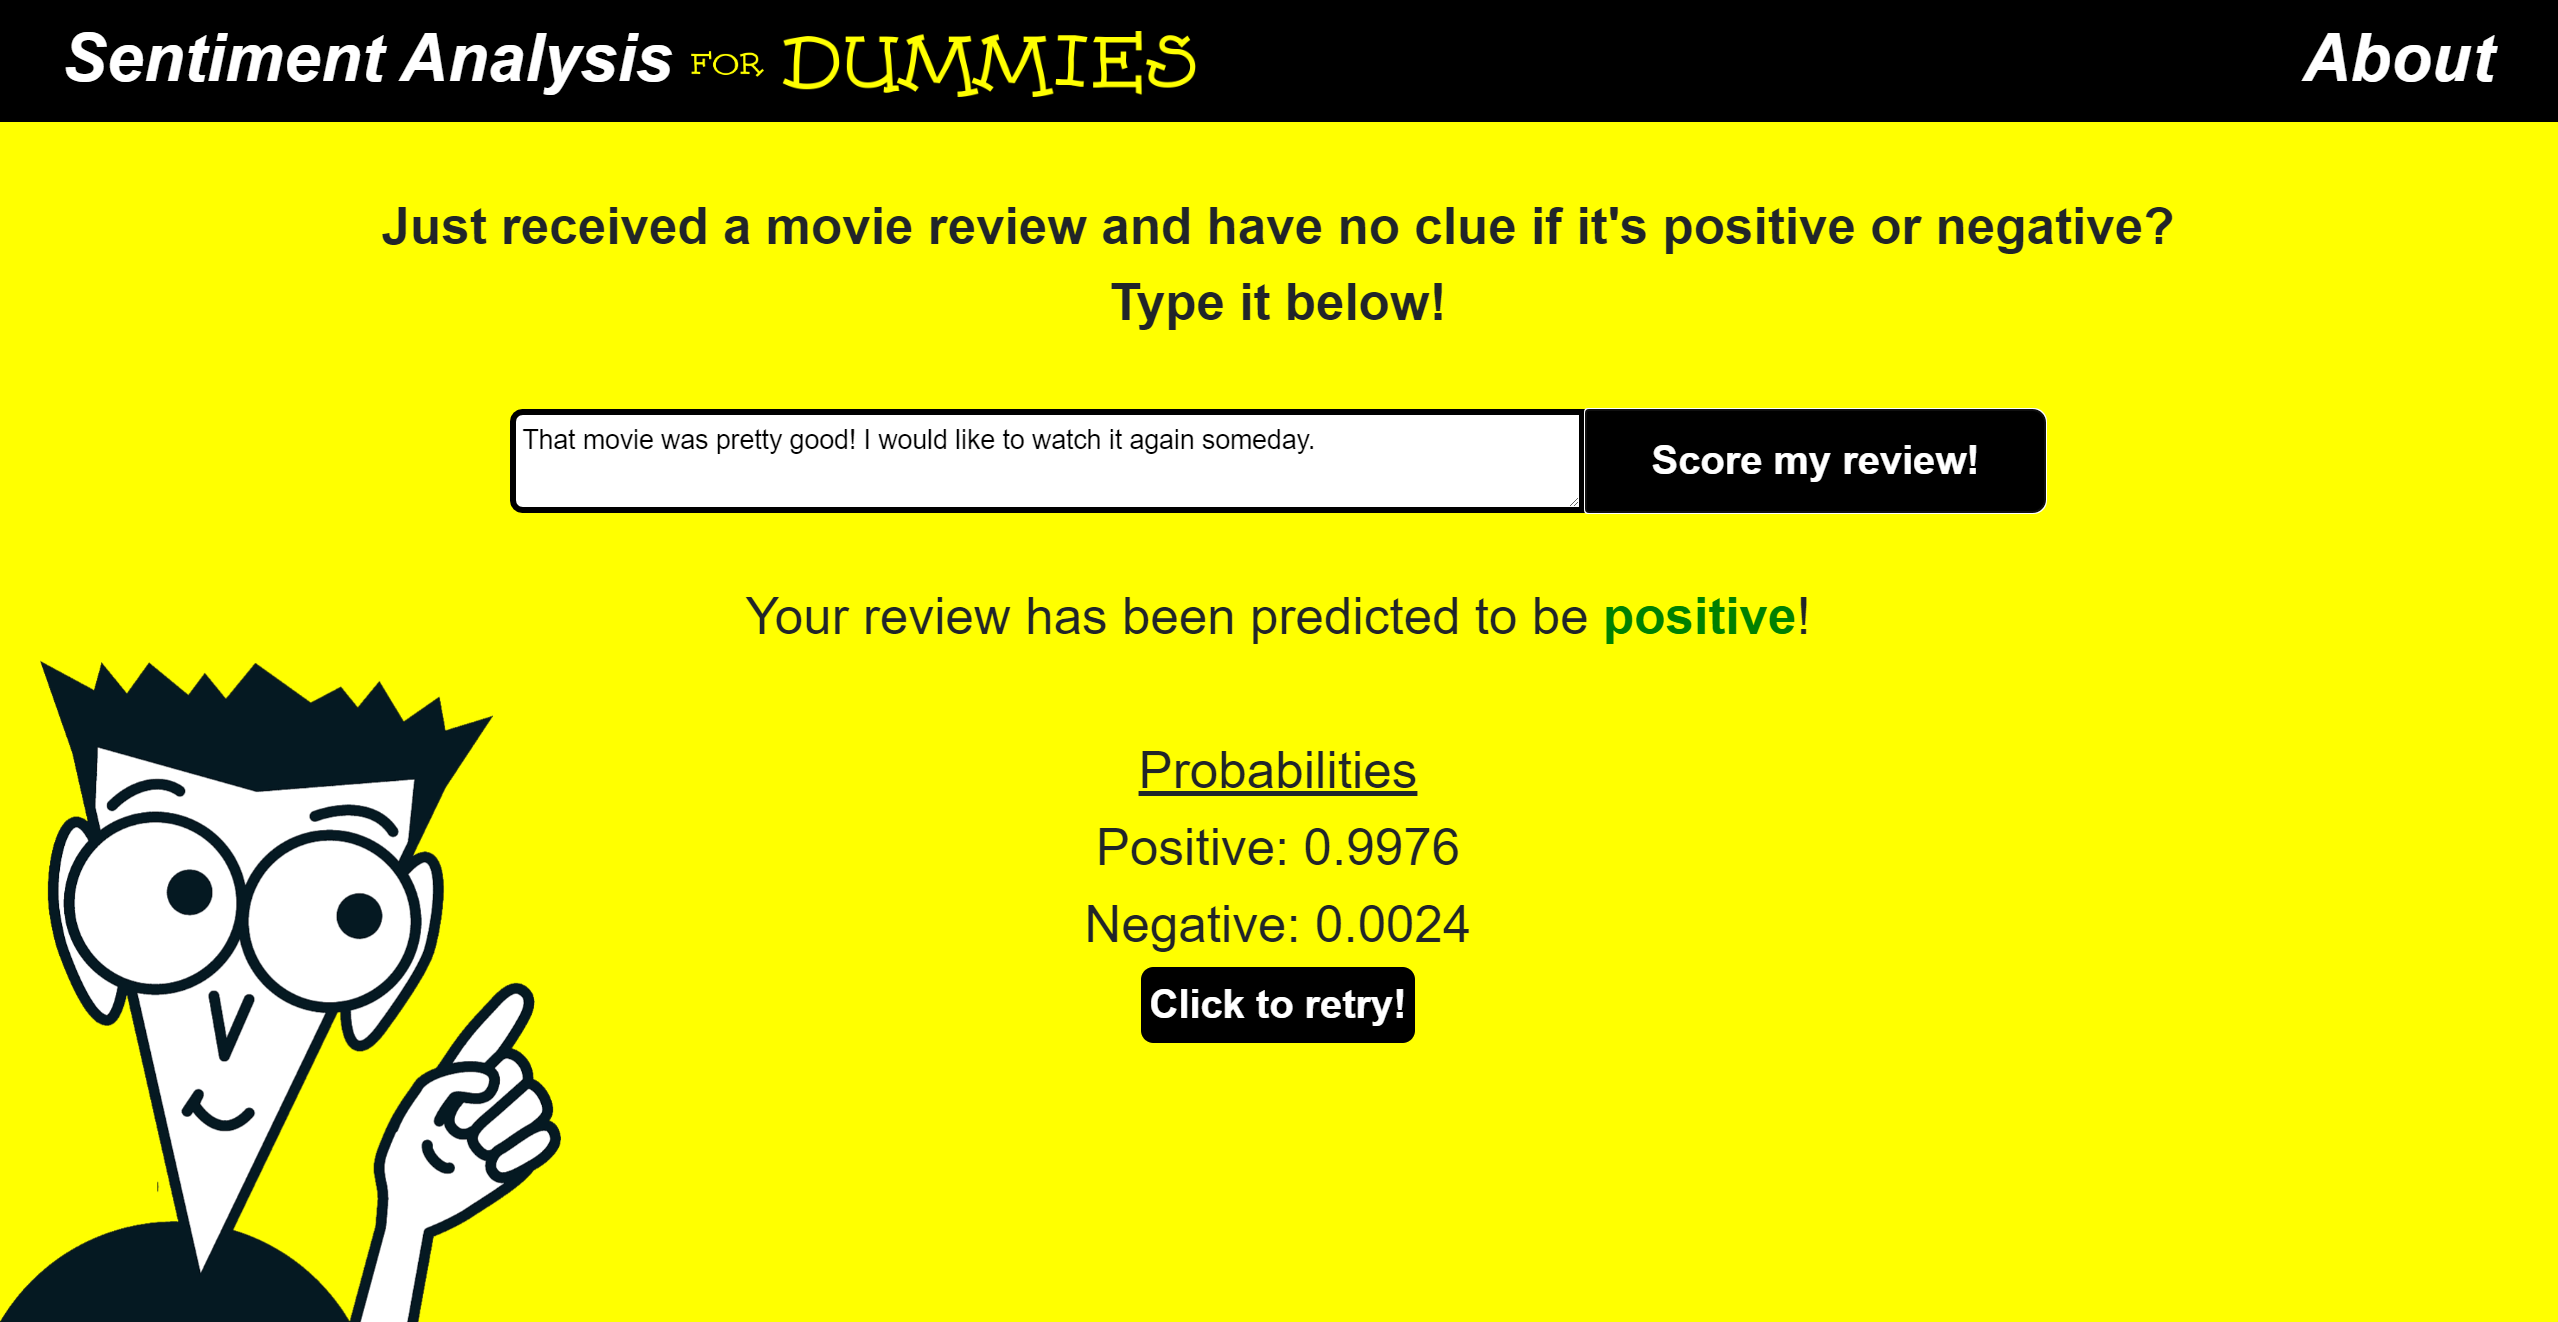 Sentiment Analysis FOR DUMMIES
About
Just received a movie review and have no clue if it's positive or negative?
Type it below!
That movie was pretty good! I would like to watch it again someday.
Score my review!
Your review has been predicted to be positive!
Probabilities
Positive: 0.9976
Negative: 0.0024
Click to retry!